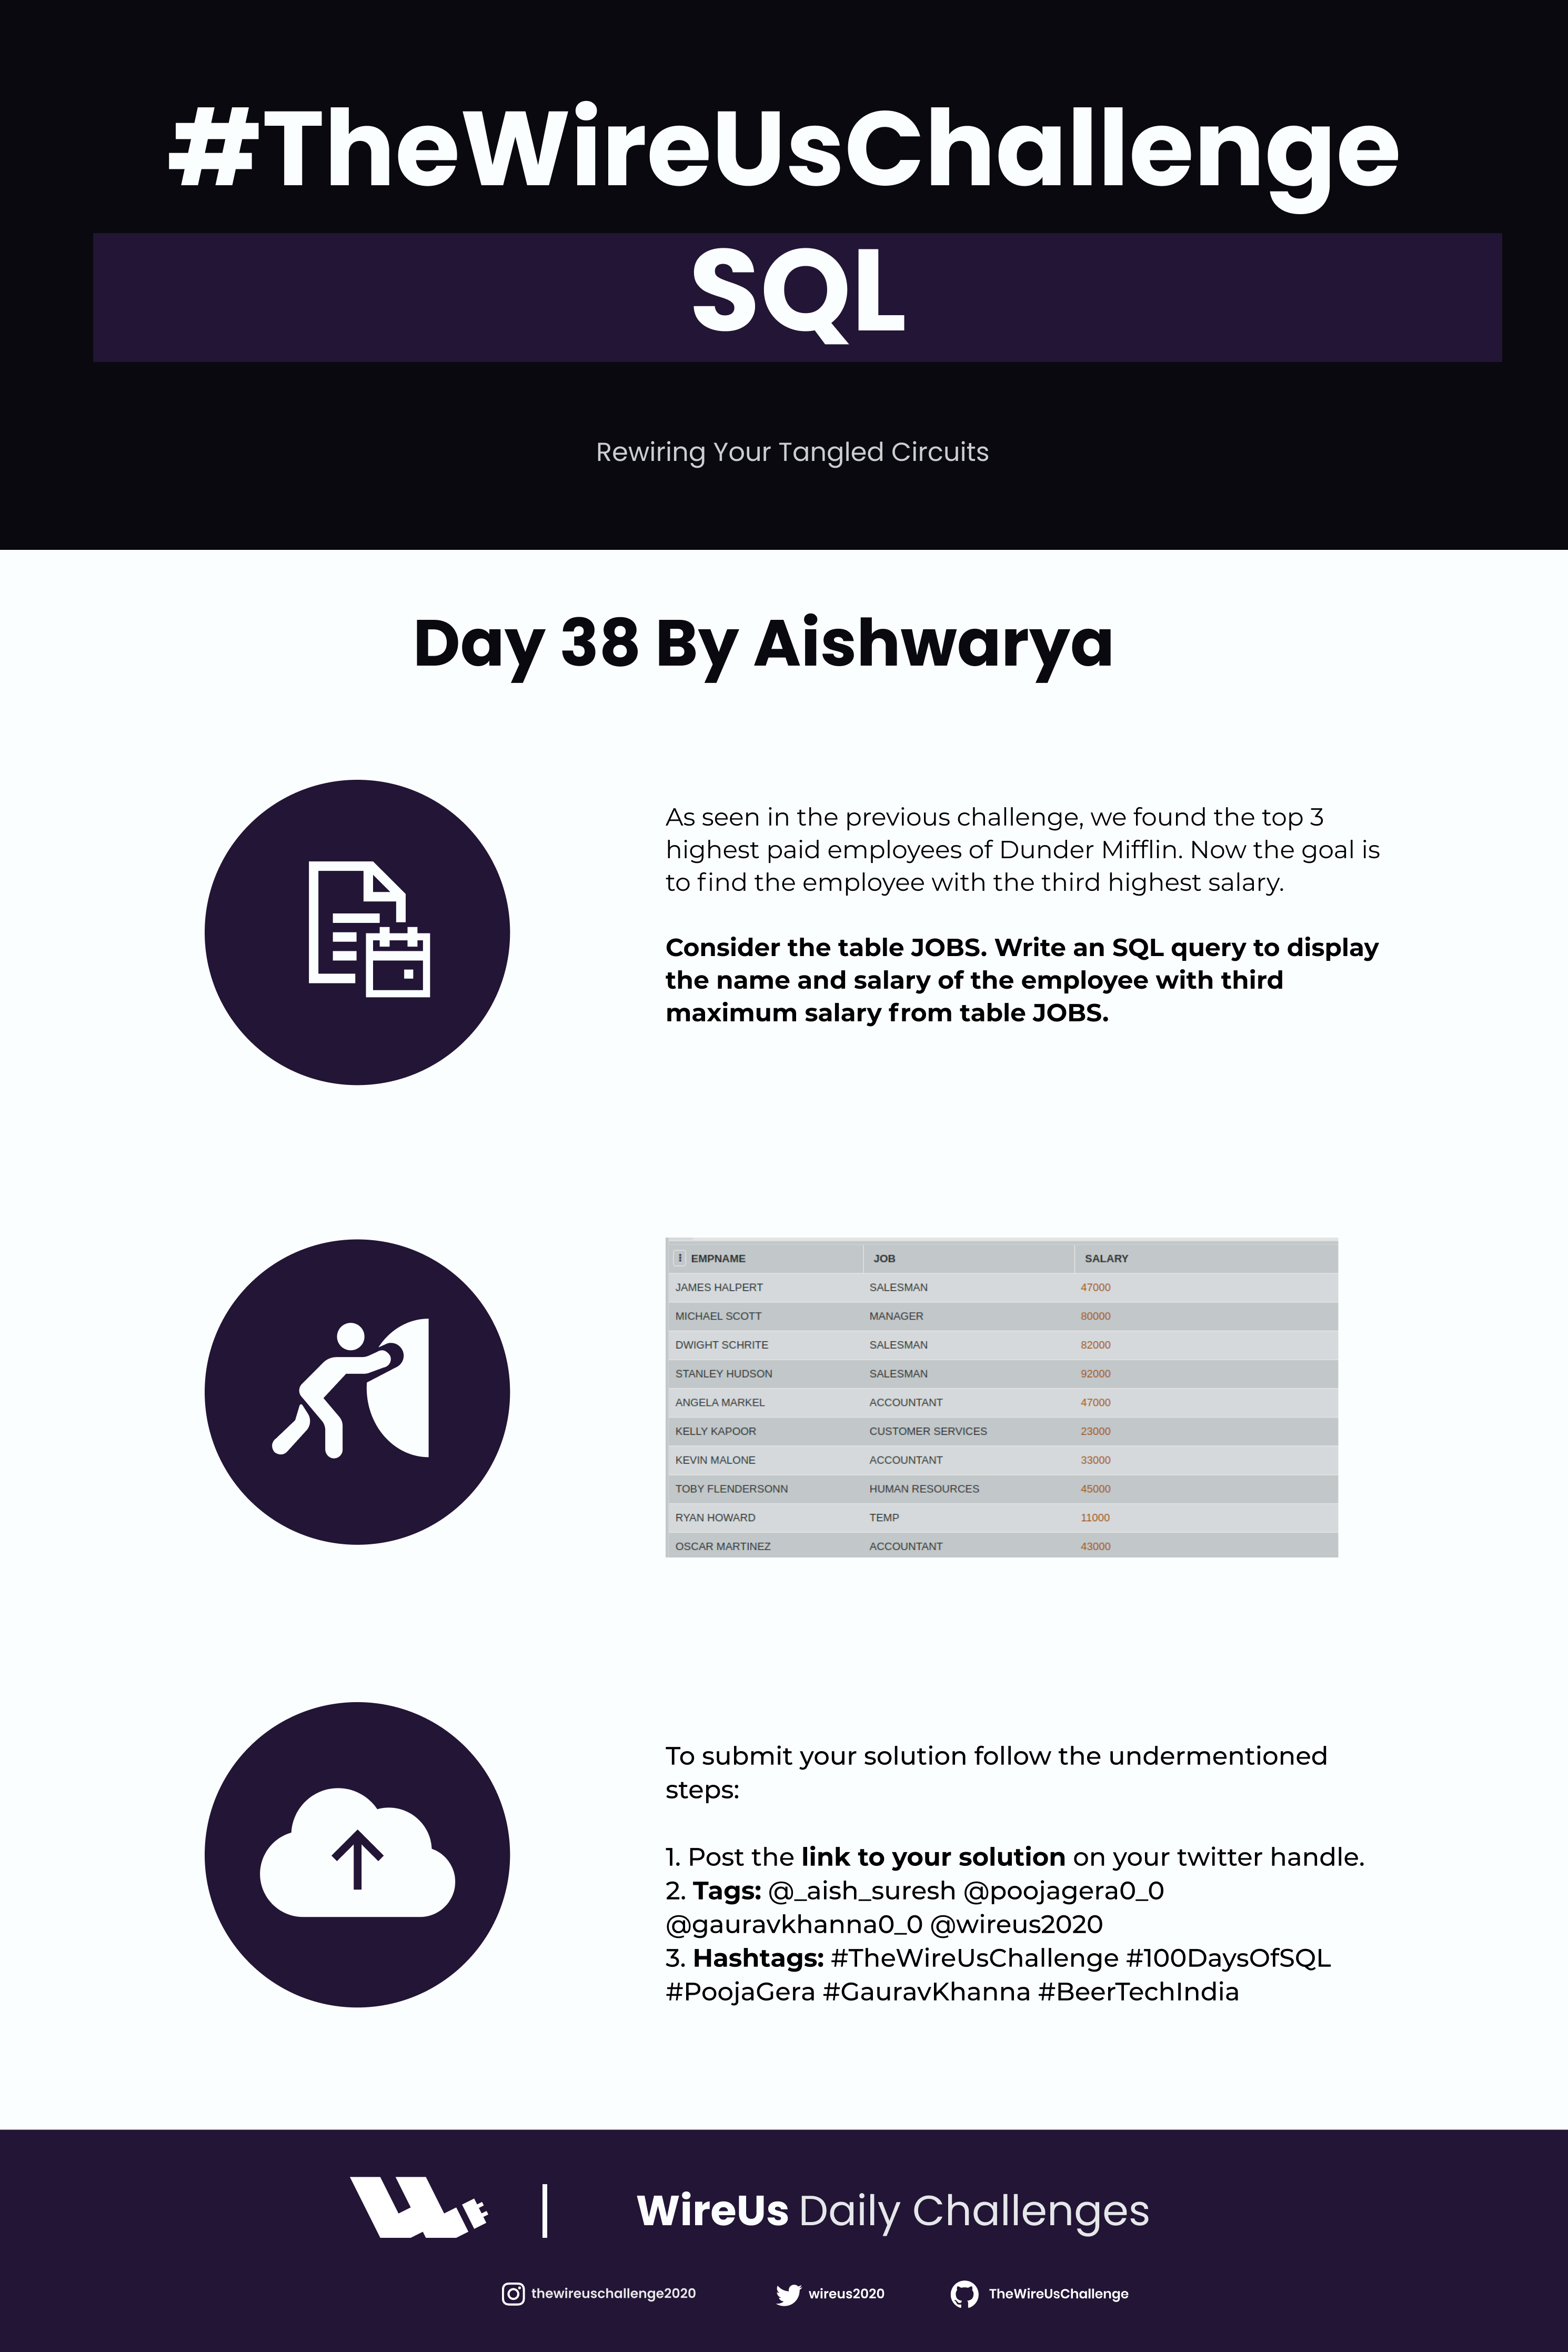 #TheWireUsChallenge
SQL
Rewiring Your Tangled Circuits
Day 38 By Aishwarya
As seen in the previous challenge, we found the top 3
highest paid employees of Dunder Mifflin. Now the goal is
to find the employee with the third highest salary.
Consider the table JOBS. Write an SQL query to display
the name and salary of the employee with third
maximum salary from table JOBS.
EMPNAME JOB SALARY
JAMES HALPERT SALESMAN 47000
MICHAEL SCOTT MANAGER 80000
DWIGHT SCHRITE SALESMAN 82000
STANLEY HUDSON SALESMAN 92000
ANGELA MARKEL ACCOUNTANT 47000
KELLY KAPOOR CUSTOMER SERVICES 23000
KEVIN MALONE ACCOUNTANT 33000
TOBY FLENDERSONN HUMAN RESOURCES 45000
RYAN HOWARD TEMP 11000
OSCAR MARTINEZ ACCOUNTANT 43000
To submit your solution follow the undermentioned
steps:
1. Post the link to your solution on your twitter handle.
2. Tags: @_aish_suresh @poojagera0_0
@gauravkhanna0_0 @wireus2020
3. Hashtags: #TheWireUsChallenge #100DaysOfSQL
#PoojaGera #GauravKhanna #BeerTechIndia
WireUs Daily Challenges
thewireuschallenge2020 wireus2020 TheWireUsChallenge